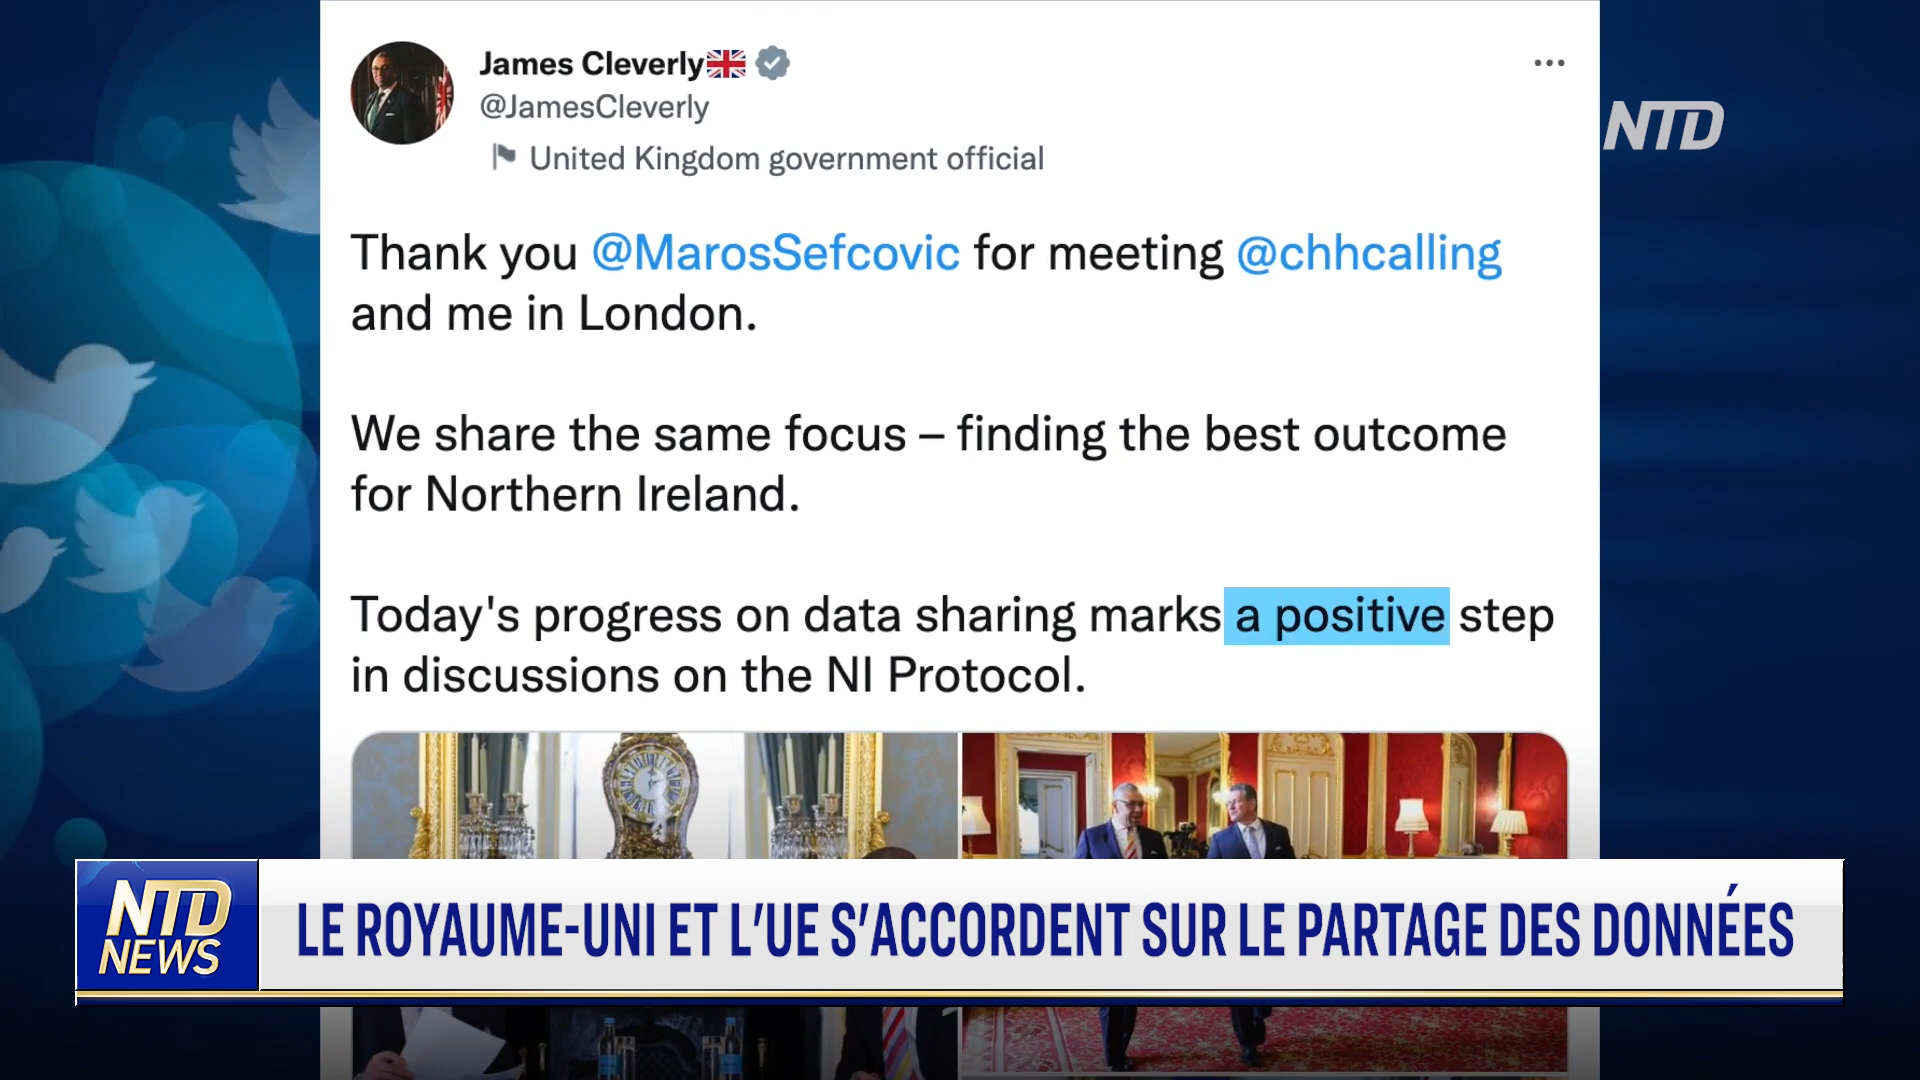 James Cleverly
@JamesCleverly
United Kingdom government official
NTD
Thank you @MarosSefcovic for meeting @chhcalling
and me in London.
We share the same focus – finding the best outcome
for Northern Ireland.
Today's progress on data sharing marks a positive step
in discussions on the NI Protocol.
NTD
NEWS
LE ROYAUME-UNI ET L'UE S'ACCORDENT SUR LE PARTAGE DES DONNÉES